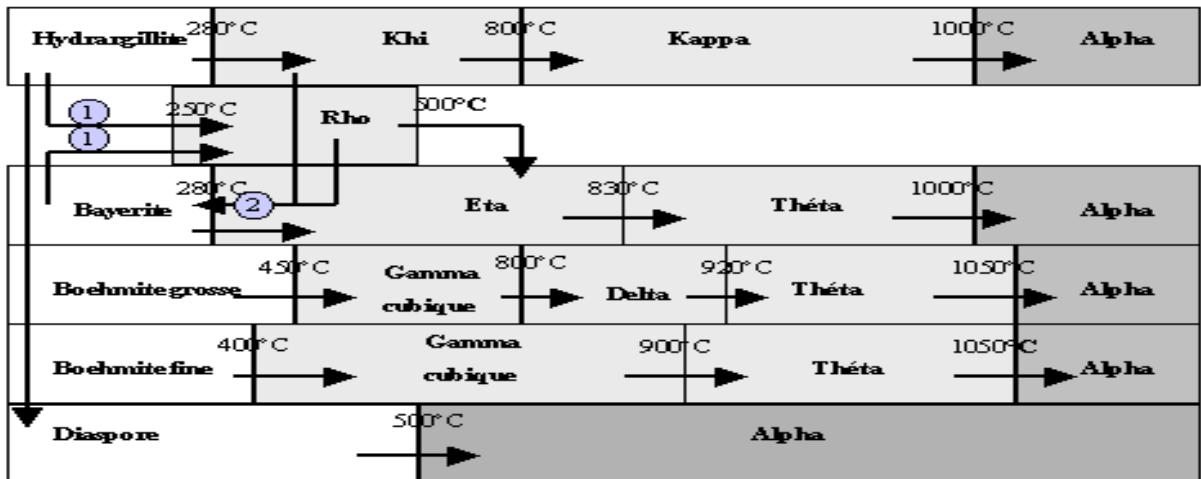 Hydrargillite 280°C Khi 800°C Kappa 1000°C Alpha
1 250°C Rho 500°C
1
Bayerite 280°C 2 Eta 830°C Théta 1000°C Alpha
Boehmite grosse 450°C Gamma cubique 800°C Delta 920°C Théta 1050°C Alpha
Boehmite fine 400°C Gamma cubique 900°C Théta 1050°C Alpha
Diaspore 500°C Alpha